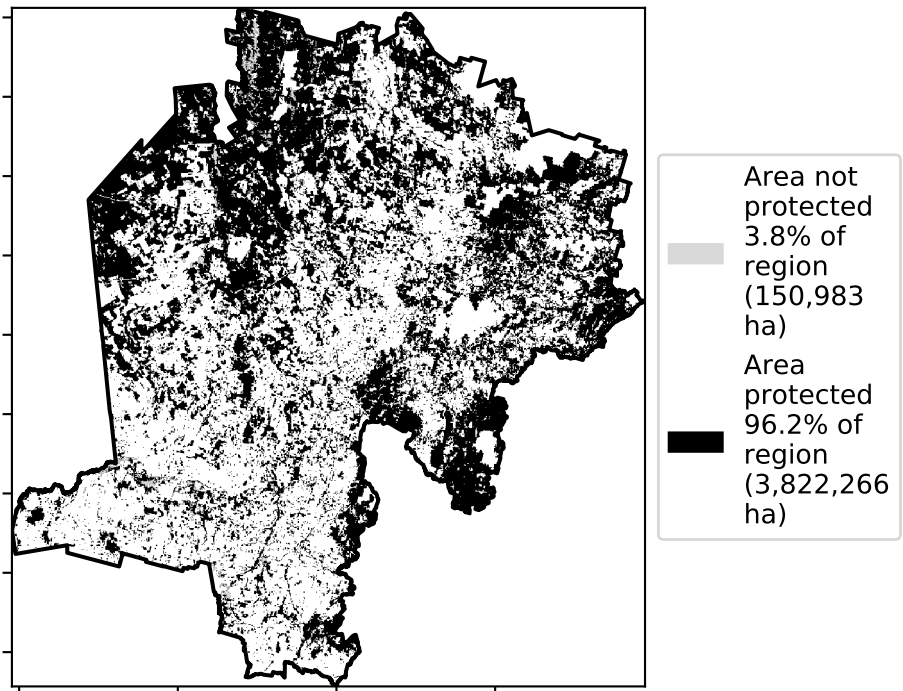 Area not
protected
3.8% of
region
(150,983
ha)
Area
protected
96.2% of
region
(3,822,266
ha)